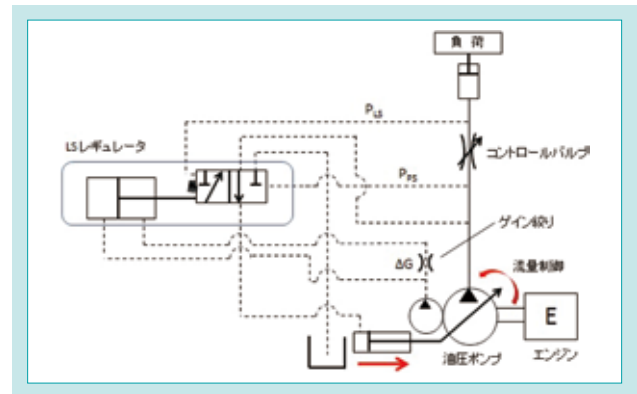 負 荷
P_LS
LSレギュレータ
コントロールバルブ
P_PS
ゲイン絞り
ΔG
流量制御
E
油圧ポンプ
エンジン